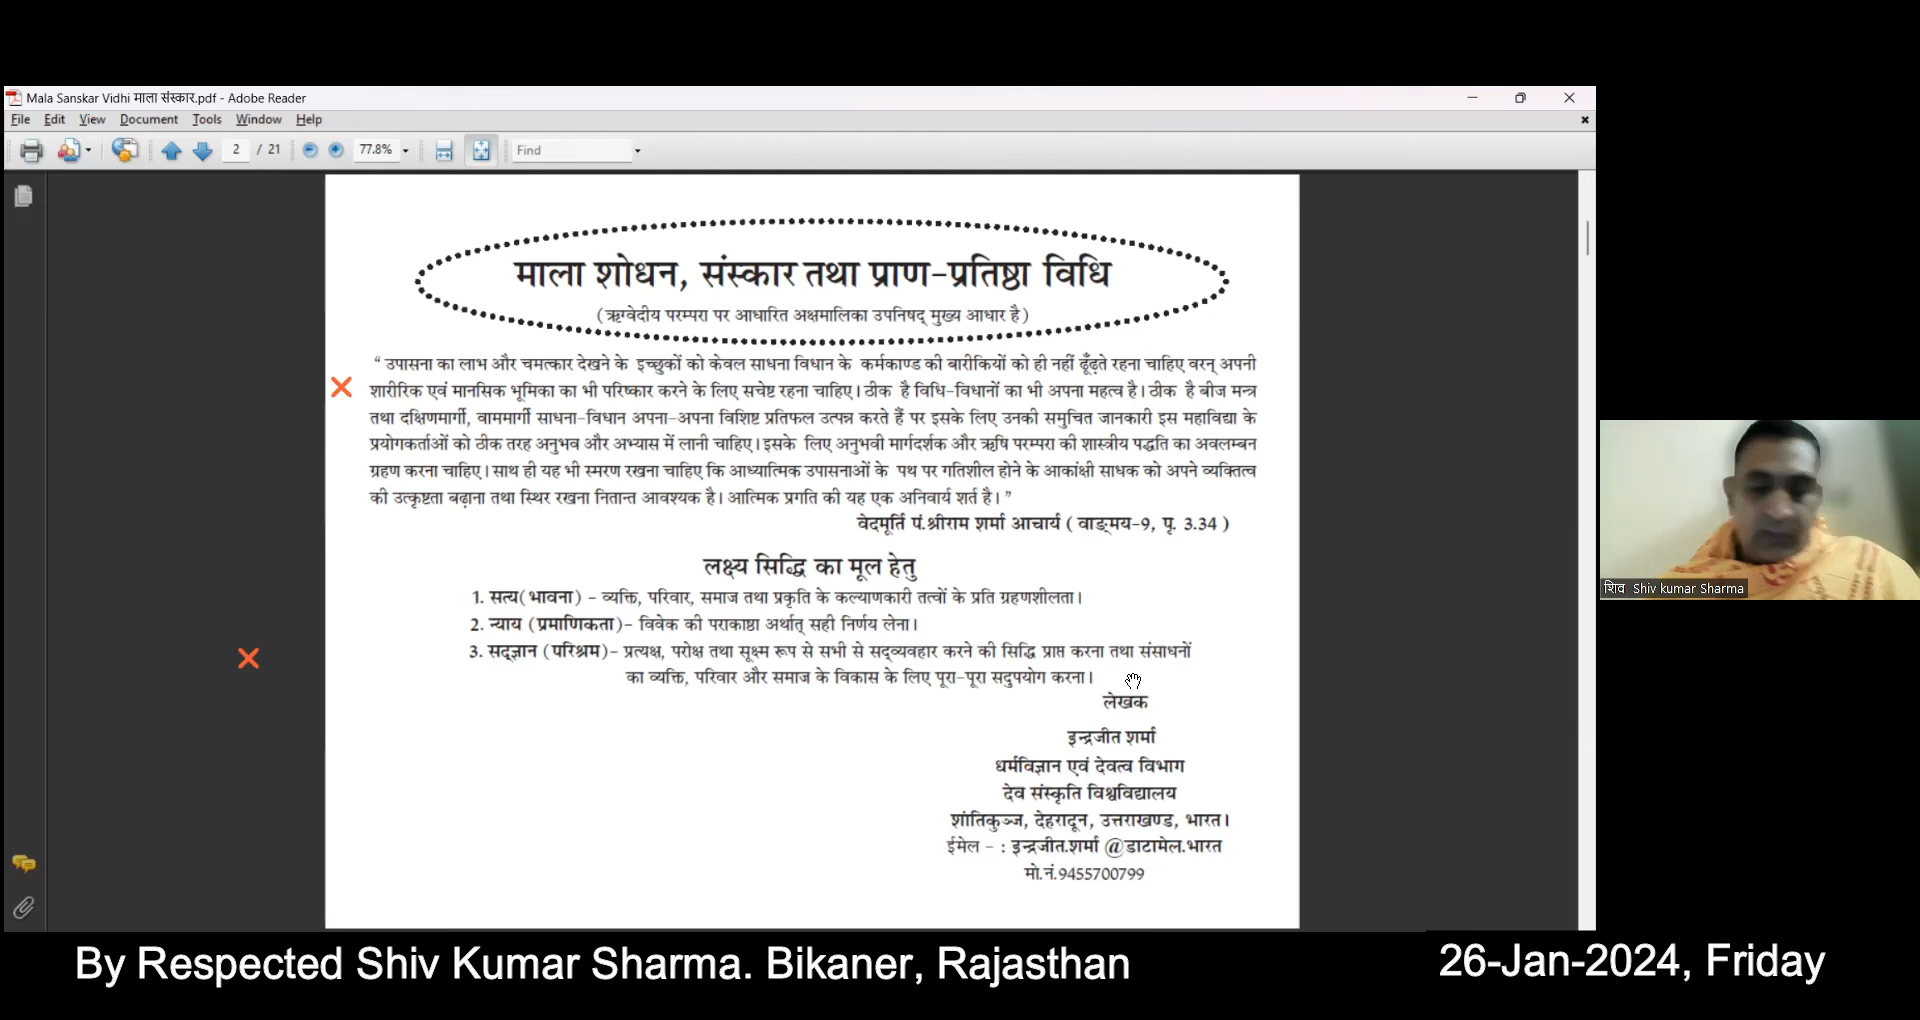 Mala Sanskar Vidhi माला संस्कार.pdf - Adobe Reader
File Edit View Document Tools Window Help
2 / 21 77.8% Find
माला शोधन, संस्कार तथा प्राण-प्रतिष्ठा विधि
(ऋग्वेदीय परम्परा पर आधारित अक्षमालिका उपनिषद् मुख्य आधार है)
“ उपासना का लाभ और चमत्कार देखने के इच्छुकों को केवल साधना विधान के कर्मकाण्ड की बारीकियों को ही नहीं ढूँढ़ते रहना चाहिए वरन् अपनी
शारीरिक एवं मानसिक भूमिका का भी परिष्कार करने के लिए सचेष्ट रहना चाहिए। ठीक है विधि-विधानों का भी अपना महत्व है। ठीक है बीज मन्त्र
तथा दक्षिणमार्गी, वाममार्गी साधना-विधान अपना-अपना विशिष्ट प्रतिफल उत्पन्न करते हैं पर इसके लिए उनकी समुचित जानकारी इस महाविद्या के
प्रयोगकर्ताओं को ठीक तरह अनुभव और अभ्यास में लानी चाहिए। इसके लिए अनुभवी मार्गदर्शक और ऋषि परम्परा की शास्त्रीय पद्धति का अवलम्बन
ग्रहण करना चाहिए। साथ ही यह भी स्मरण रखना चाहिए कि आध्यात्मिक उपासनाओं के पथ पर गतिशील होने के आकांक्षी साधक को अपने व्यक्तित्व
की उत्कृष्टता बढ़ाना तथा स्थिर रखना नितान्त आवश्यक है। आत्मिक प्रगति की यह एक अनिवार्य शर्त है। ”
वेदमूर्ति पं.श्रीराम शर्मा आचार्य ( वाङ्मय-9, पृ. 3.34 )
लक्ष्य सिद्धि का मूल हेतु
1. सत्य( भावना ) - व्यक्ति, परिवार, समाज तथा प्रकृति के कल्याणकारी तत्वों के प्रति ग्रहणशीलता।
2. न्याय (प्रमाणिकता)- विवेक की पराकाष्ठा अर्थात् सही निर्णय लेना।
3. सद्ज्ञान (परिश्रम)- प्रत्यक्ष, परोक्ष तथा सूक्ष्म रूप से सभी से सद्व्यवहार करने की सिद्धि प्राप्त करना तथा संसाधनों
का व्यक्ति, परिवार और समाज के विकास के लिए पूरा-पूरा सदुपयोग करना।
लेखक
इन्द्रजीत शर्मा
धर्मविज्ञान एवं देवत्व विभाग
देव संस्कृति विश्वविद्यालय
शांतिकुञ्ज, देहरादून, उत्तराखण्ड, भारत।
ईमेल - : इन्द्रजीत.शर्मा @डाटामेल.भारत
मो.नं.9455700799
शिव Shiv kumar Sharma
By Respected Shiv Kumar Sharma. Bikaner, Rajasthan
26-Jan-2024, Friday